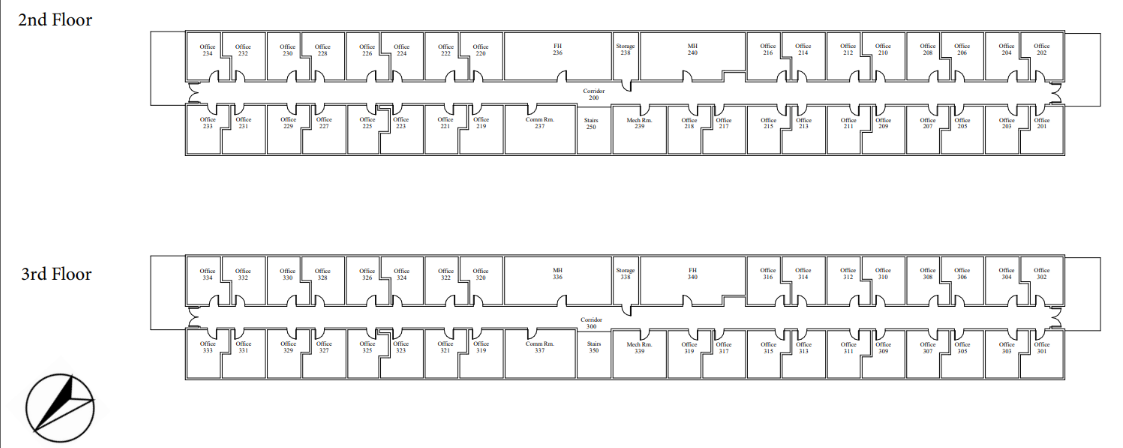 2nd Floor
Office 234
Office 232
Office 230
Office 228
Office 226
Office 224
Office 222
Office 220
FH 236
Storage 238
MH 240
Office 216
Office 214
Office 212
Office 210
Office 208
Office 206
Office 204
Office 202
Corridor 200
Office 233
Office 231
Office 229
Office 227
Office 225
Office 223
Office 221
Office 219
Comm Rm. 237
Stairs 250
Mech Rm. 239
Office 218
Office 217
Office 215
Office 213
Office 211
Office 209
Office 207
Office 205
Office 203
Office 201
3rd Floor
Office 334
Office 332
Office 330
Office 328
Office 326
Office 324
Office 322
Office 320
MH 336
Storage 338
FH 340
Office 316
Office 314
Office 312
Office 310
Office 308
Office 306
Office 304
Office 302
Corridor 300
Office 333
Office 331
Office 329
Office 327
Office 325
Office 323
Office 321
Office 319
Comm Rm. 337
Stairs 350
Mech Rm. 339
Office 319
Office 317
Office 315
Office 313
Office 311
Office 309
Office 307
Office 305
Office 303
Office 301